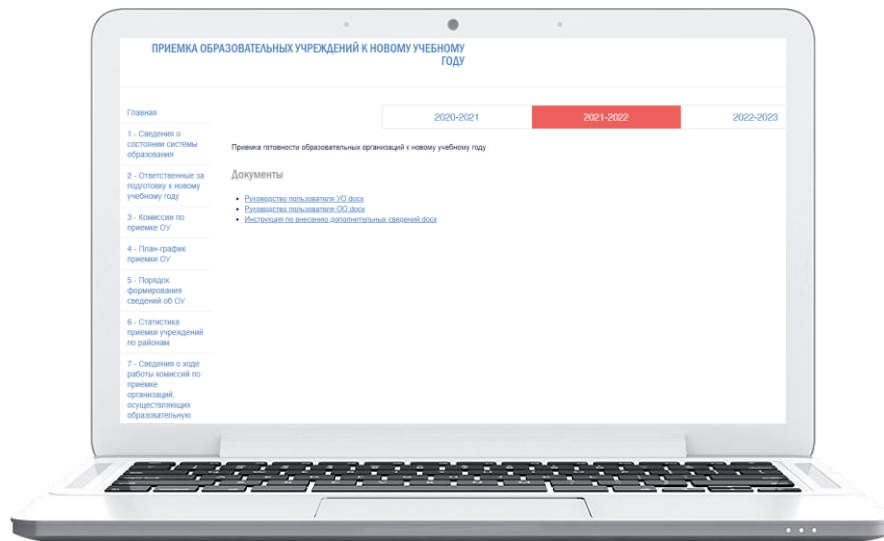 ПРИЕМКА ОБРАЗОВАТЕЛЬНЫХ УЧРЕЖДЕНИЙ К НОВОМУ УЧЕБНОМУ
ГОДУ
Главная
1 - Сведения о
состоянии системы
образования
2 - Ответственные за
подготовку к новому
учебному году
3 - Комиссии по
приемке ОУ
4 - План-график
приемки ОУ
5 - Порядок
формирования
сведений об ОУ
6 - Статистика
приемки учреждений
по районам
7 - Сведения о ходе
работы комиссий по
приемке
организаций,
осуществляющих
образовательную
2020-2021
2021-2022
2022-2023
Приемка готовности образовательных организаций к новому учебному году
Документы
Руководство пользователя УО.docx
Руководство пользователя ОО.docx
Инструкция по внесению дополнительных сведений.docx